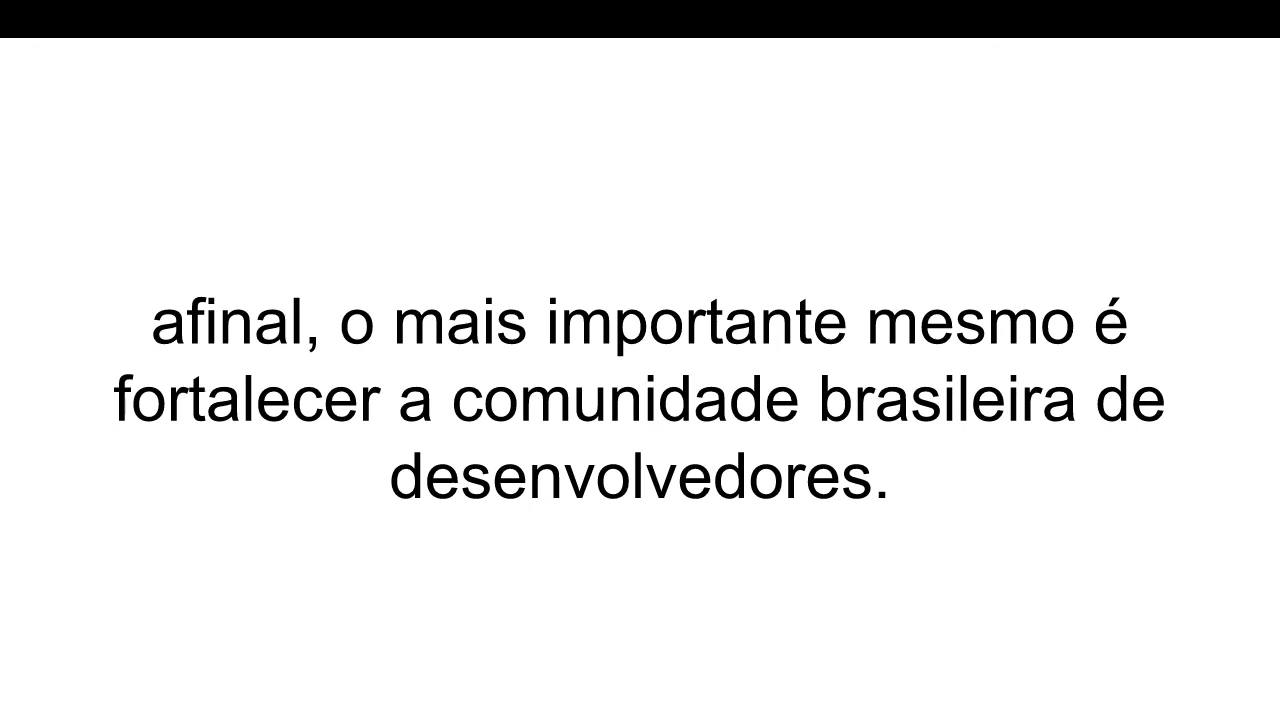 afinal, o mais importante mesmo é
fortalecer a comunidade brasileira de
desenvolvedores.